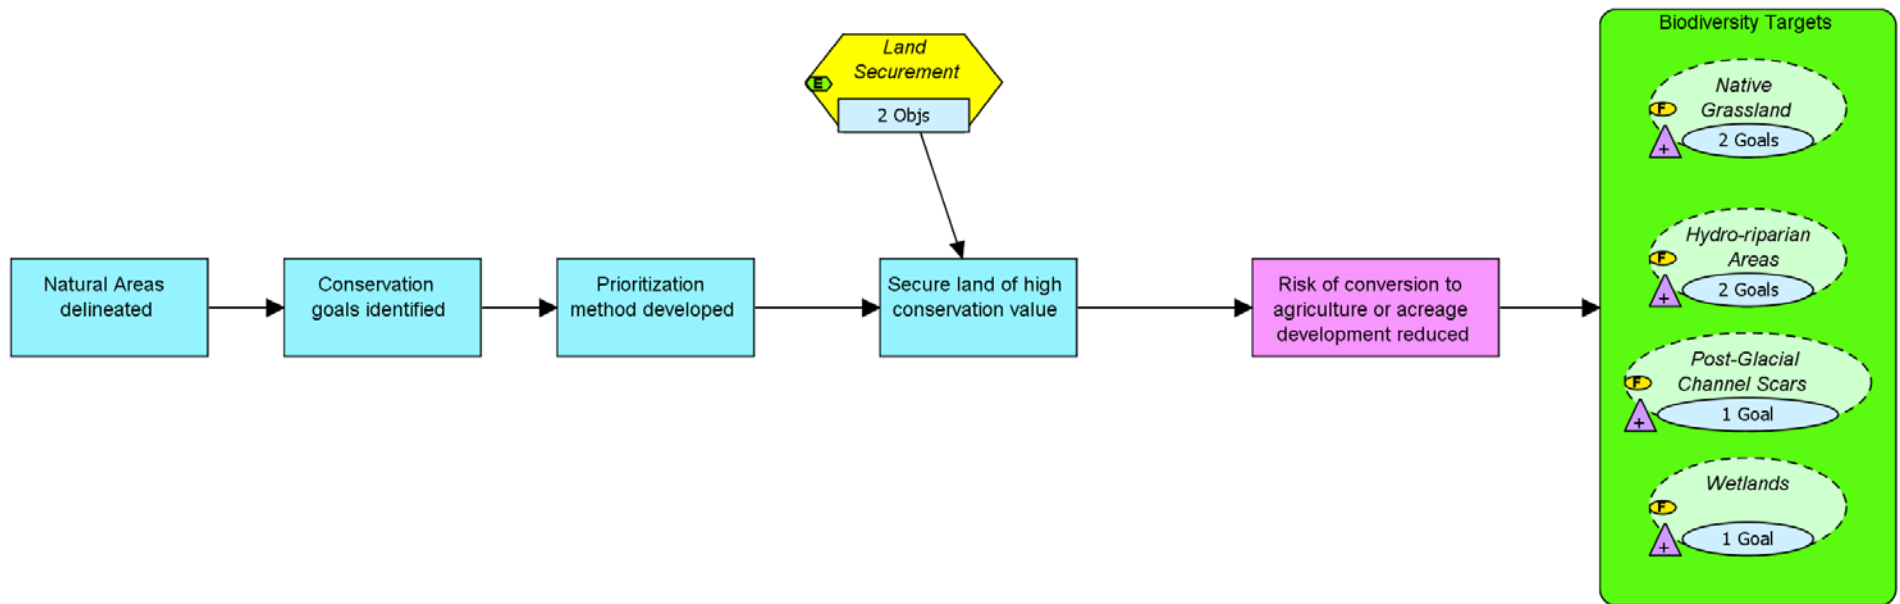 Biodiversity Targets
Land
Securement
E
2 Objs
Native
Grassland
F
2 Goals
+
Hydro-riparian
Areas
F
2 Goals
+
Natural Areas
delineated
Conservation
goals identified
Prioritization
method developed
Secure land of high
conservation value
Risk of conversion to
agriculture or acreage
development reduced
Post-Glacial
Channel Scars
F
1 Goal
+
Wetlands
F
1 Goal
+